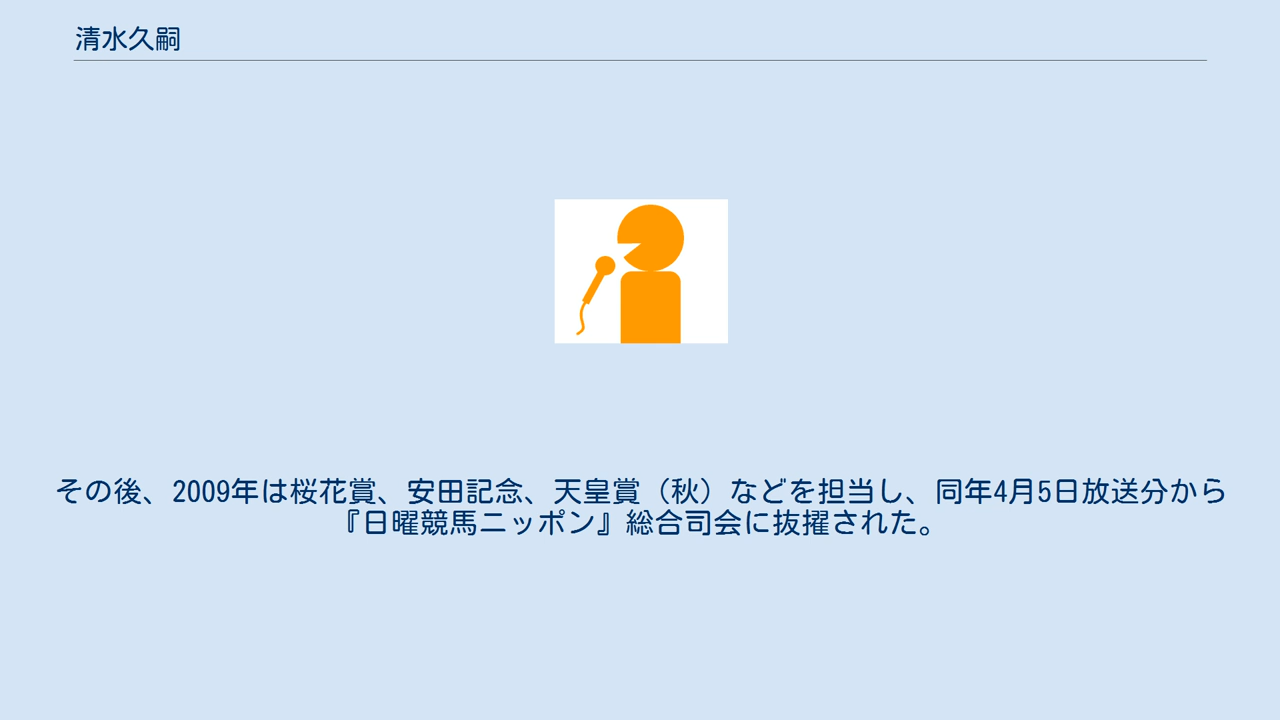 清水久嗣
その後、2009年は桜花賞、安田記念、天皇賞（秋）などを担当し、同年4月5日放送分から
『日曜競馬ニッポン』総合司会に抜擢された。